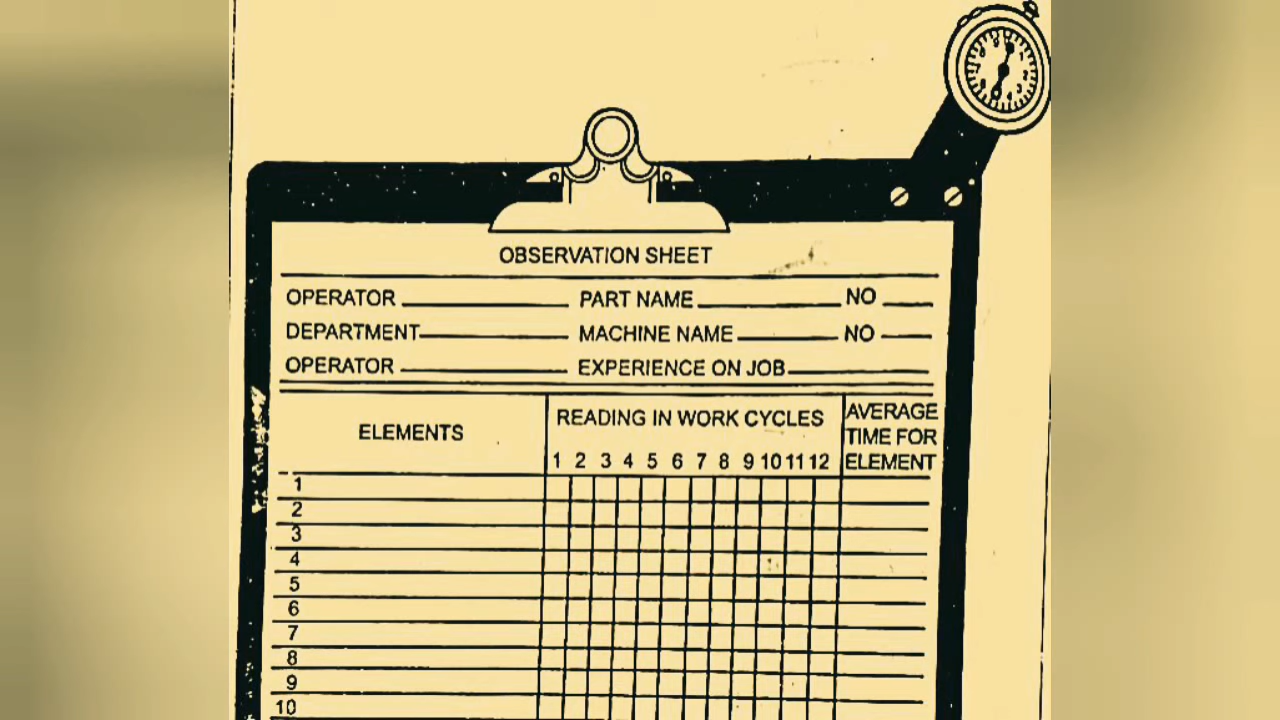 OBSERVATION SHEET
OPERATOR PART NAME NO
DEPARTMENT MACHINE NAME NO
OPERATOR EXPERIENCE ON JOB
ELEMENTS READING IN WORK CYCLES AVERAGE TIME FOR ELEMENT
1 2 3 4 5 6 7 8 9 10 11 12
1
2
3
4
5
6
7
8
9
10